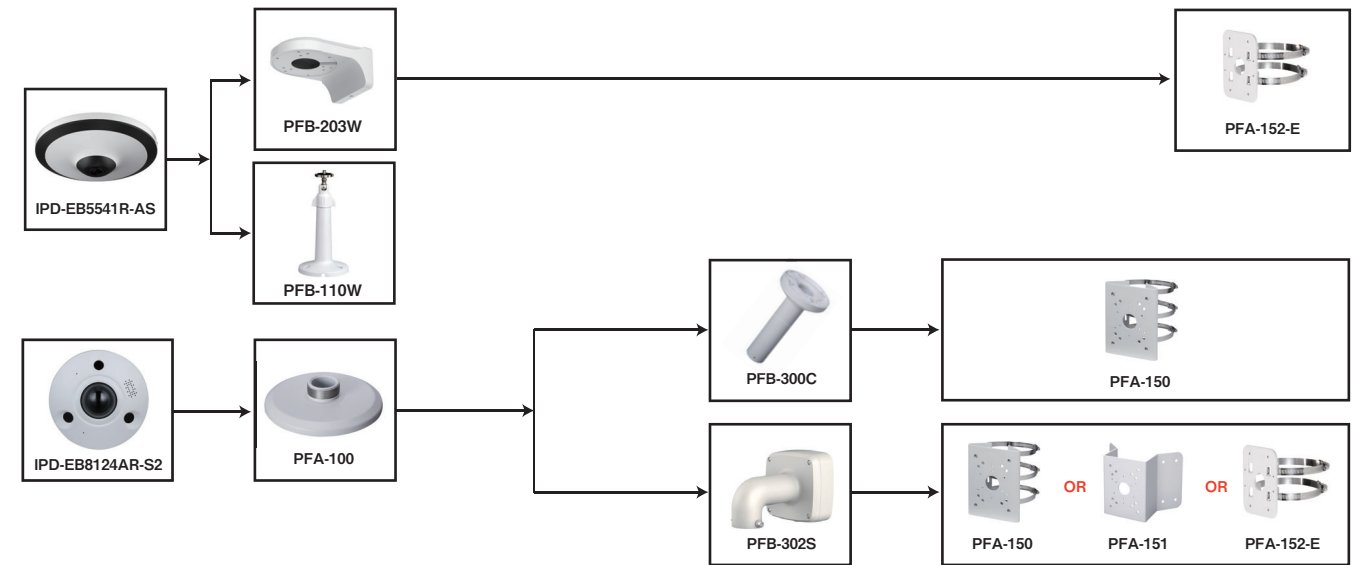 PFB-203W
PFA-152-E
IPD-EB5541R-AS
PFB-110W
PFB-300C
PFA-150
IPD-EB8124AR-S2
PFA-100
PFB-302S
PFA-150 OR PFA-151 OR PFA-152-E